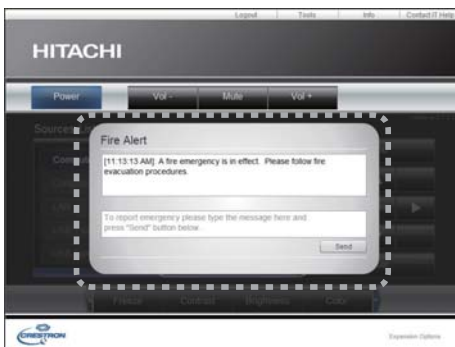 Logout Tools Info Contact IT Help
HITACHI
Power Vol - Mute Vol +
Sources List
Fire Alert
[11:13:13 AM] A fire emergency is in effect. Please follow fire
evacuation procedures.
To report emergency please type the message here and
press "Send" button below.
Send
Freeze Contrast Brightness Color
CRESTRON Expansion Options